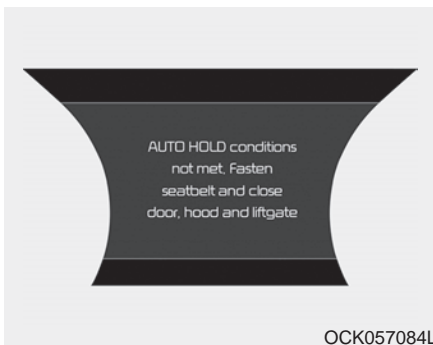 AUTO HOLD conditions
not met. Fasten
seatbelt and close
door, hood and liftgate
OCK057084L